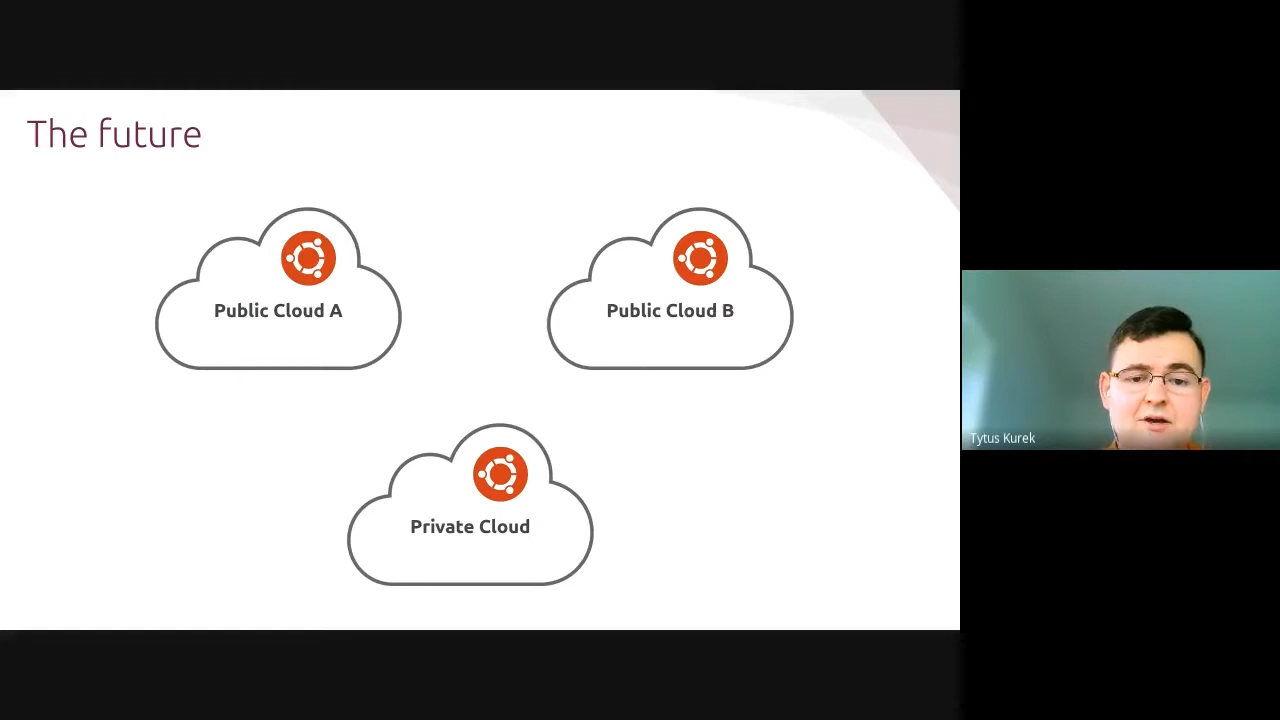 The future
Public Cloud A
Public Cloud B
Private Cloud
Tytus Kurek